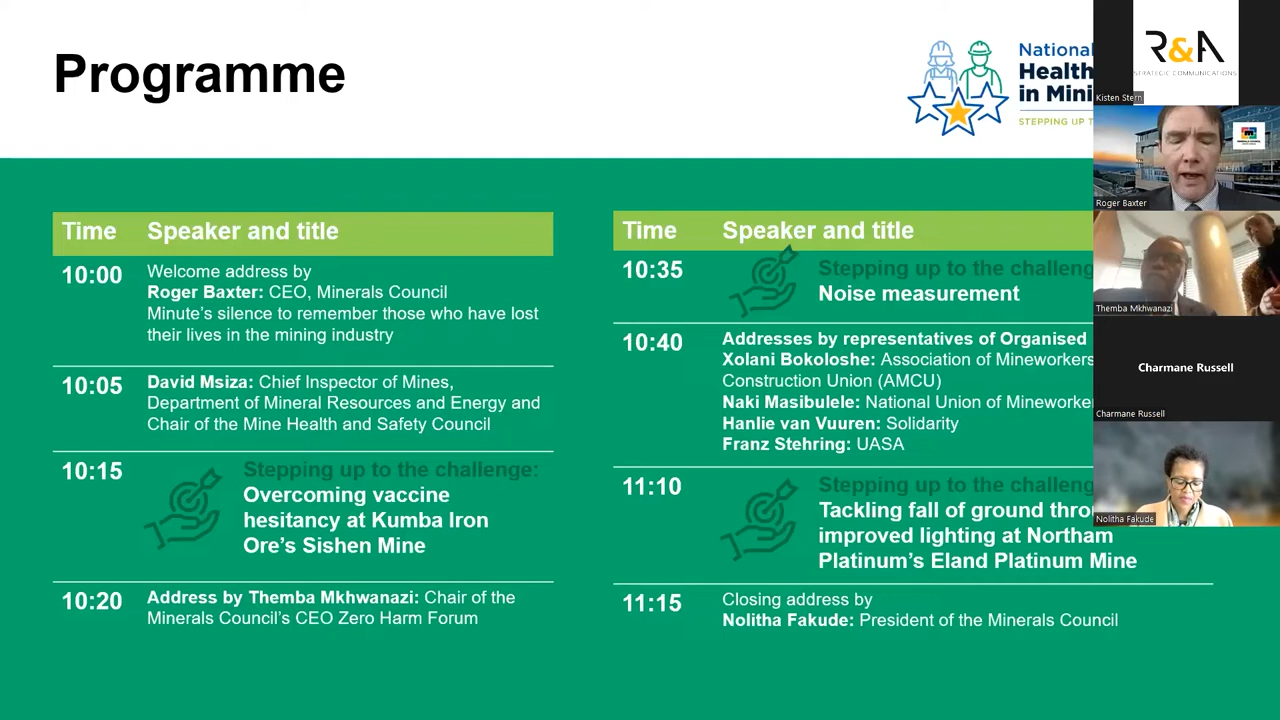 Programme
National
Health
in Mini
STEPPING UP T
Time Speaker and title
10:00 Welcome address by
Roger Baxter: CEO, Minerals Council
Minute's silence to remember those who have lost
their lives in the mining industry
10:05 David Msiza: Chief Inspector of Mines,
Department of Mineral Resources and Energy and
Chair of the Mine Health and Safety Council
10:15 Stepping up to the challenge:
Overcoming vaccine
hesitancy at Kumba Iron
Ore's Sishen Mine
10:20 Address by Themba Mkhwanazi: Chair of the
Minerals Council's CEO Zero Harm Forum
Time Speaker and title
10:35 Stepping up to the challeng
Noise measurement
10:40 Addresses by representatives of Organised
Xolani Bokoloshe: Association of Mineworkers
Construction Union (AMCU)
Naki Masibulele: National Union of Mineworke
Hanlie van Vuuren: Solidarity
Franz Stehring: UASA
11:10 Stepping up to the challeng
Tackling fall of ground thro
improved lighting at Northam
Platinum's Eland Platinum Mine
11:15 Closing address by
Nolitha Fakude: President of the Minerals Council
R&A
STRATEGIC COMMUNICATIONS
Kisten Stern
Roger Baxter
Themba Mkhwanazi
Charmane Russell
Charmane Russell
Nolitha Fakude